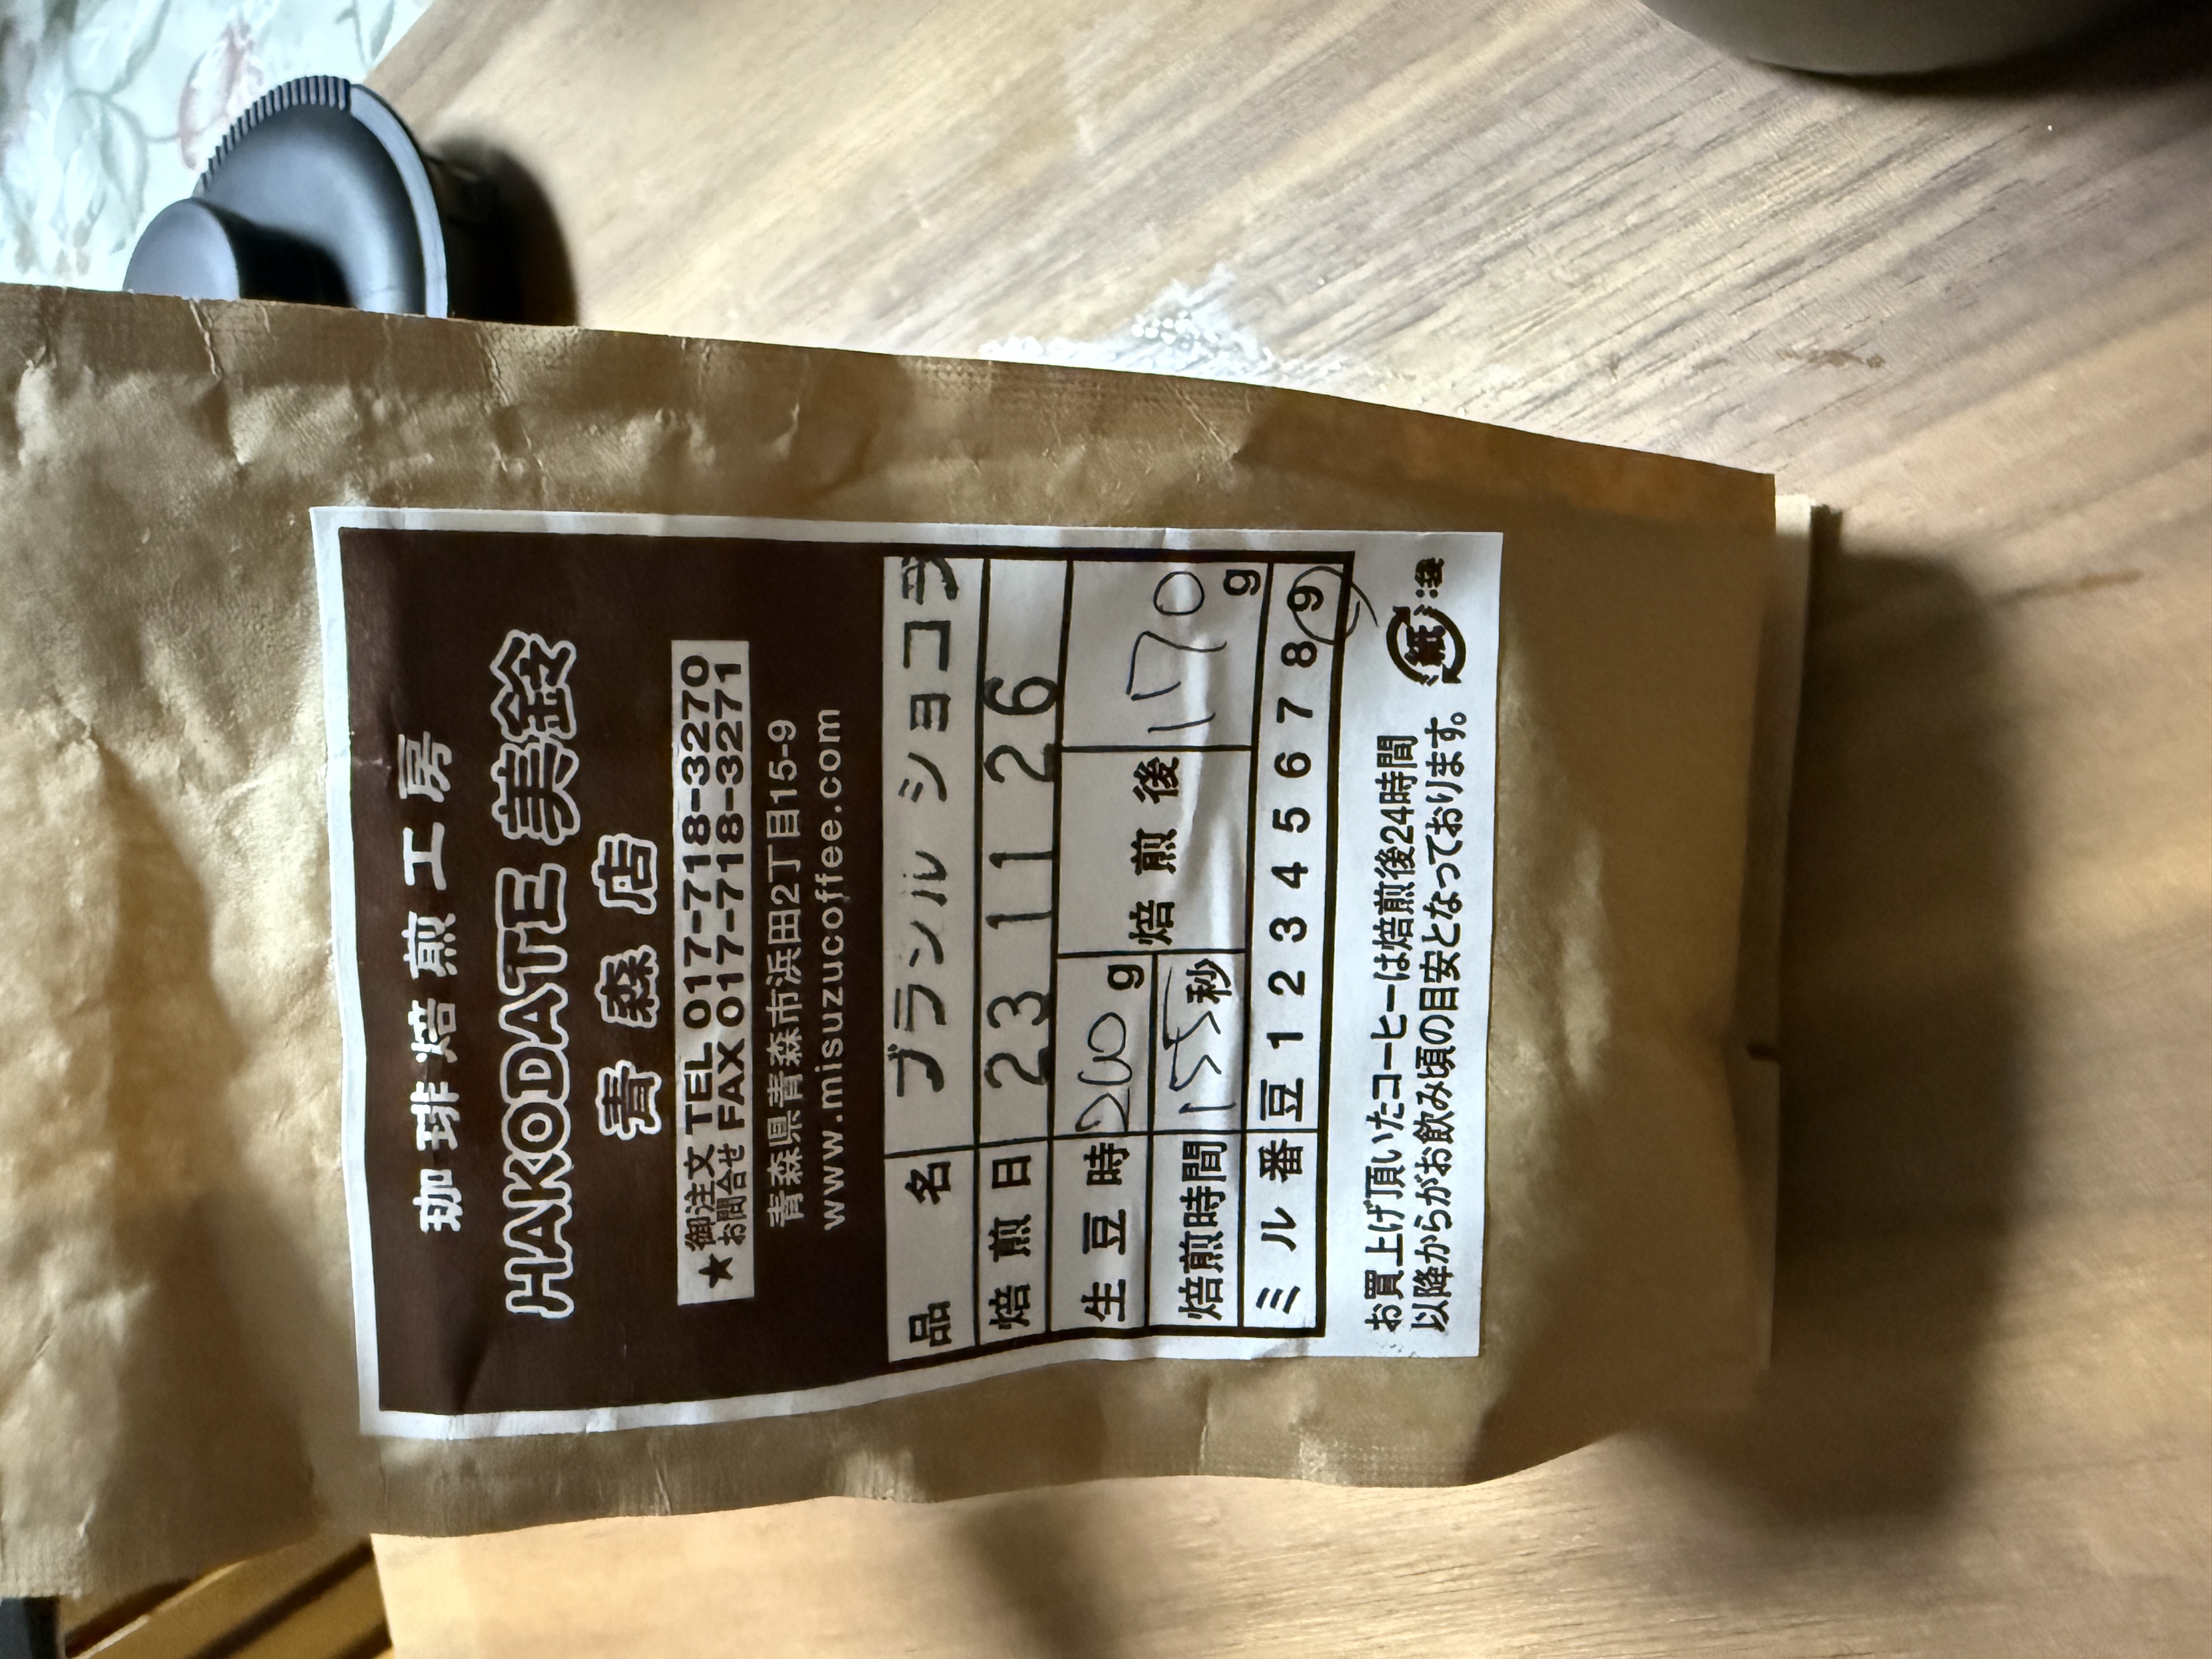 珈琲焙煎工房
HAKODATE 美鈴
青森店
★御注文 TEL 017-718-3270
お問合せ FAX 017-718-3271
青森県青森市浜田2丁目15-9
www.misuzucoffee.com
品名 ブランルショコラ
焙煎日 23 11 26
生豆時 200 g
焙煎時間 155 秒
焙煎後 170 g
ミル番 豆 1 2 3 4 5 6 7 8 9
お買上げ頂いたコーヒーは焙煎後24時間
以降からがお飲み頃の目安となっております。
紙 :袋